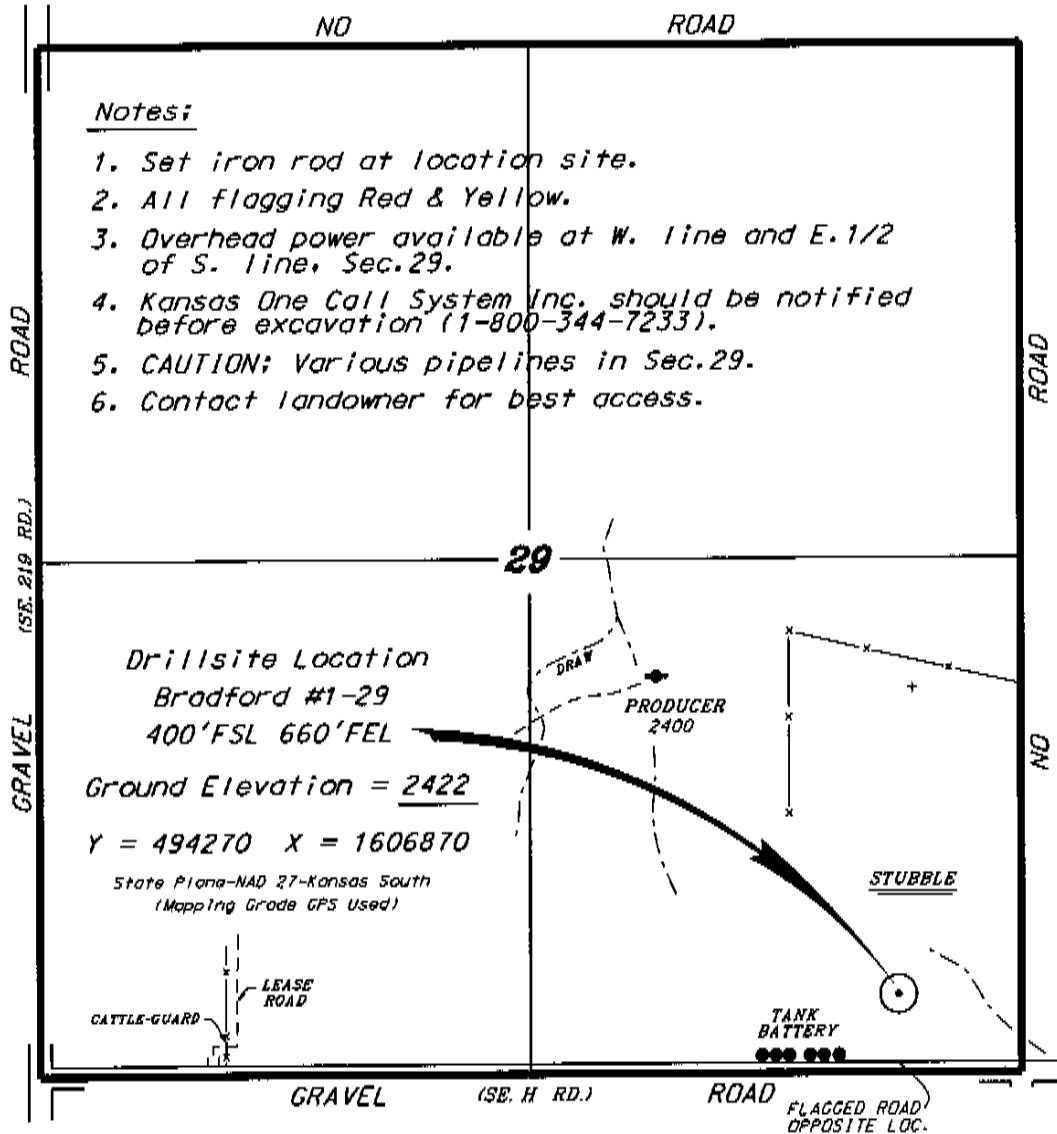 NO ROAD
Notes:
1. Set iron rod at location site.
2. All flagging Red & Yellow.
3. Overhead power available at W. line and E.1/2
of S. line, Sec.29.
4. Kansas One Call System Inc. should be notified
before excavation (1-800-344-7233).
5. CAUTION: Various pipelines in Sec.29.
6. Contact landowner for best access.
GRAVEL (SE. 219 RD.) ROAD
NO ROAD
29
Drillsite Location
Bradford #1-29
400'FSL 660'FEL
Ground Elevation = 2422
Y = 494270 X = 1606870
State Plane-NAD 27-Kansas South
(Mapping Grade GPS Used)
DRAW
PRODUCER
2400
STUBBLE
LEASE
ROAD
CATTLE-GUARD
TANK
BATTERY
GRAVEL (SE. H RD.) ROAD
FLAGGED ROAD
OPPOSITE LOC.